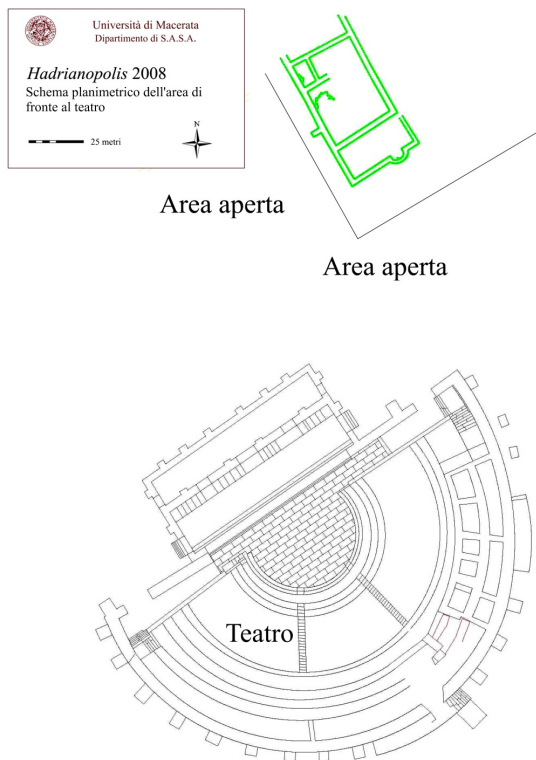 Università di Macerata
Dipartimento di S.A.S.A.
Hadrianopolis 2008
Schema planimetrico dell'area di
fronte al teatro
25 metri
N
Area aperta
Area aperta
Teatro